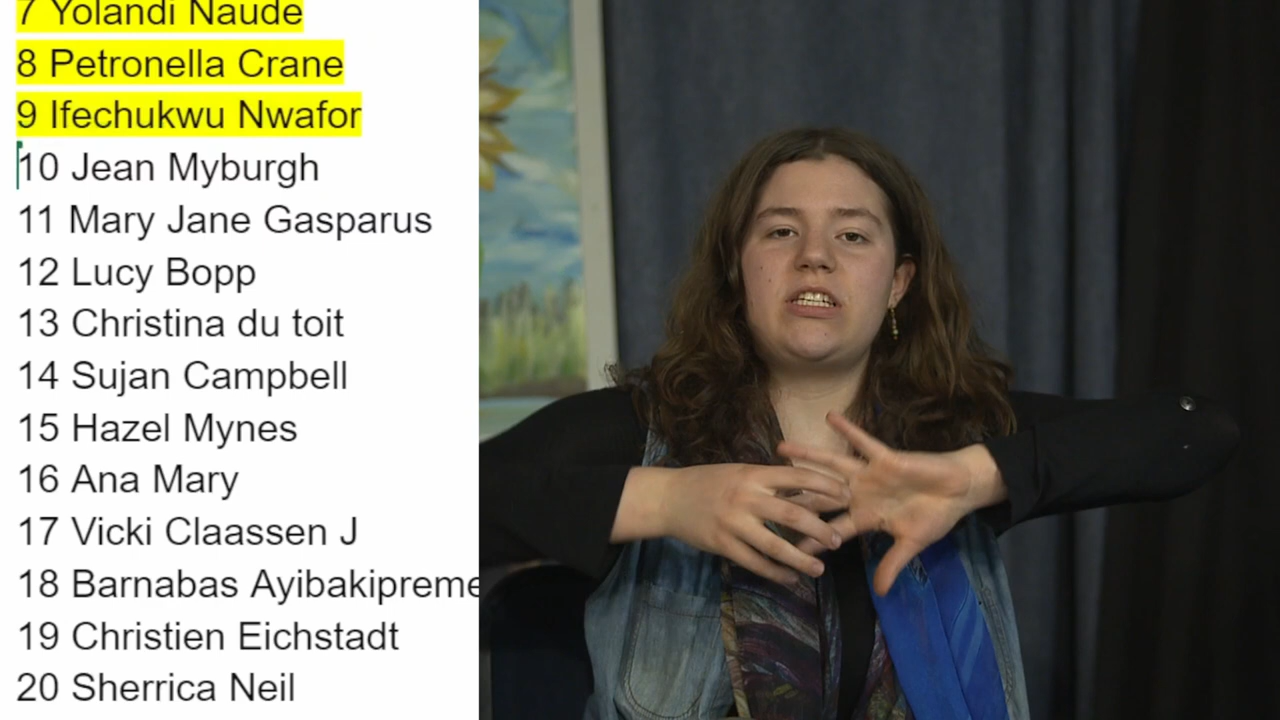 7 Yolandi Naude
8 Petronella Crane
9 Ifechukwu Nwafor
10 Jean Myburgh
11 Mary Jane Gasparus
12 Lucy Bopp
13 Christina du toit
14 Sujan Campbell
15 Hazel Mynes
16 Ana Mary
17 Vicki Claassen J
18 Barnabas Ayibakipreme
19 Christien Eichstadt
20 Sherrica Neil